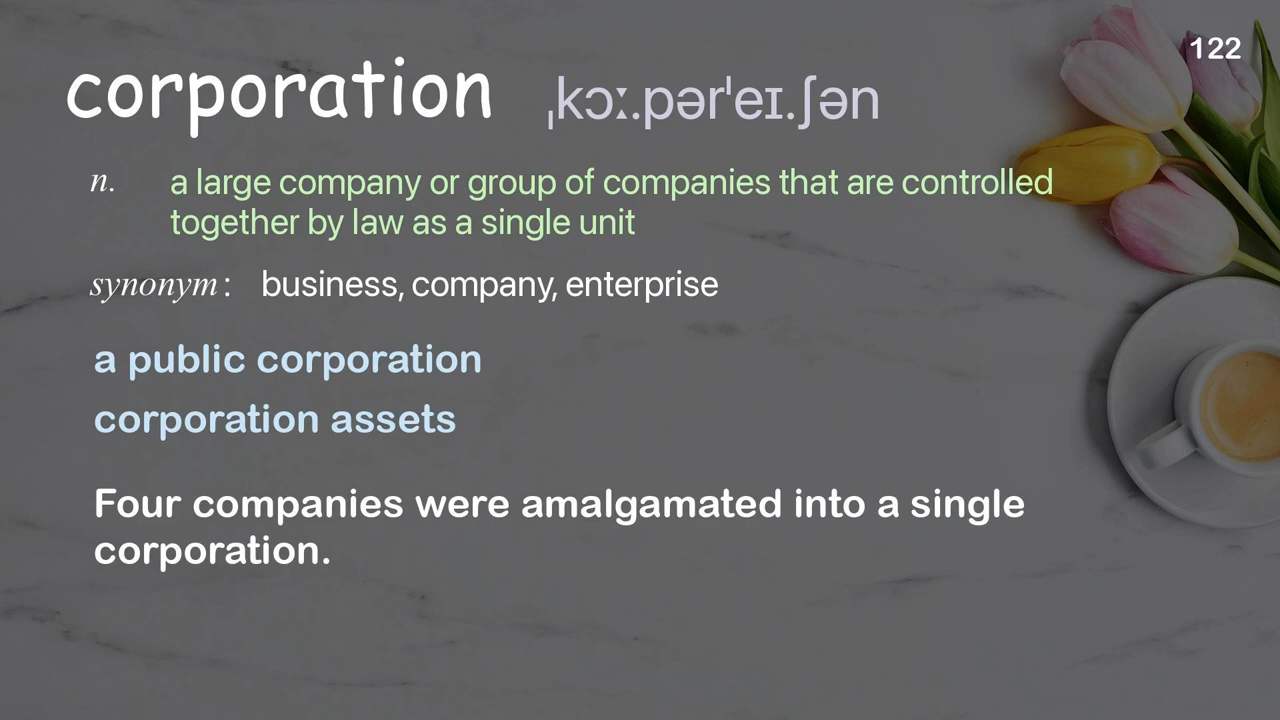 122
corporation ˌkɔː.pərˈeɪ.ʃən
n. a large company or group of companies that are controlled
together by law as a single unit
synonym : business, company, enterprise
a public corporation
corporation assets
Four companies were amalgamated into a single
corporation.